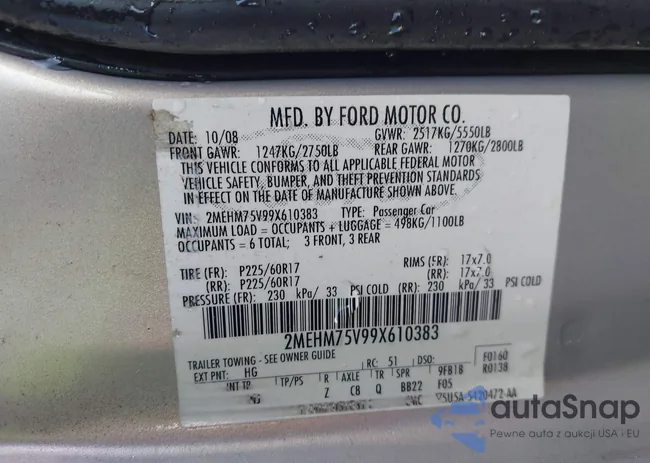 MFD. BY FORD MOTOR CO.
DATE: 10/08 GVWR: 2517KG/5550LB
FRONT GAWR: 1247KG/2750LB REAR GAWR: 1270KG/2800LB
THIS VEHICLE CONFORMS TO ALL APPLICABLE FEDERAL MOTOR
VEHICLE SAFETY, BUMPER, AND THEFT PREVENTION STANDARDS
IN EFFECT ON THE DATE OF MANUFACTURE SHOWN ABOVE.
VIN: 2MEHM75V99X610383 TYPE: Passenger Car
MAXIMUM LOAD = OCCUPANTS + LUGGAGE = 498KG/1100LB
OCCUPANTS = 6 TOTAL; 3 FRONT, 3 REAR
TIRE (FR): P225/60R17 RIMS (FR): 17x7.0
(RR): P225/60R17 (RR): 17x7.0
PRESSURE (FR): 230 kPa/ 33 PSI COLD (RR): 230 kPa/ 33 PSI COLD
2MEHM75V99X610383
TRAILER TOWING - SEE OWNER GUIDE
EXT PNT: HG RC: 51 DSO: F0160
INT TR TP/PS R AXLE TR SPR 9FB18 R0138
Z CB Q BB22 F05
5420472-AA
autaSnap
Pewne auto z aukcji USA i EU